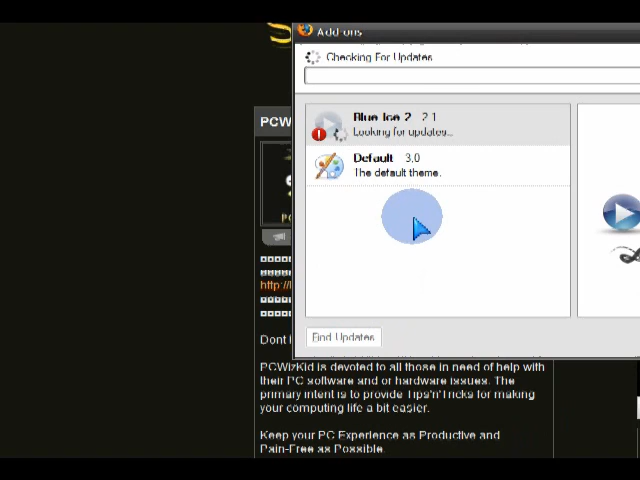 Add-ons
Checking For Updates
Blue Ice 2 2.1
Looking for updates...
Default 3.0
The default theme.
Find Updates
PCWiz
http://
Dont
PCWizKid is devoted to all those in need of help with
their PC software and or hardware issues. The
primary intent is to provide Tips'n'Tricks for making
your computing life a bit easier.
Keep your PC Experience as Productive and
Pain-Free as Possible.